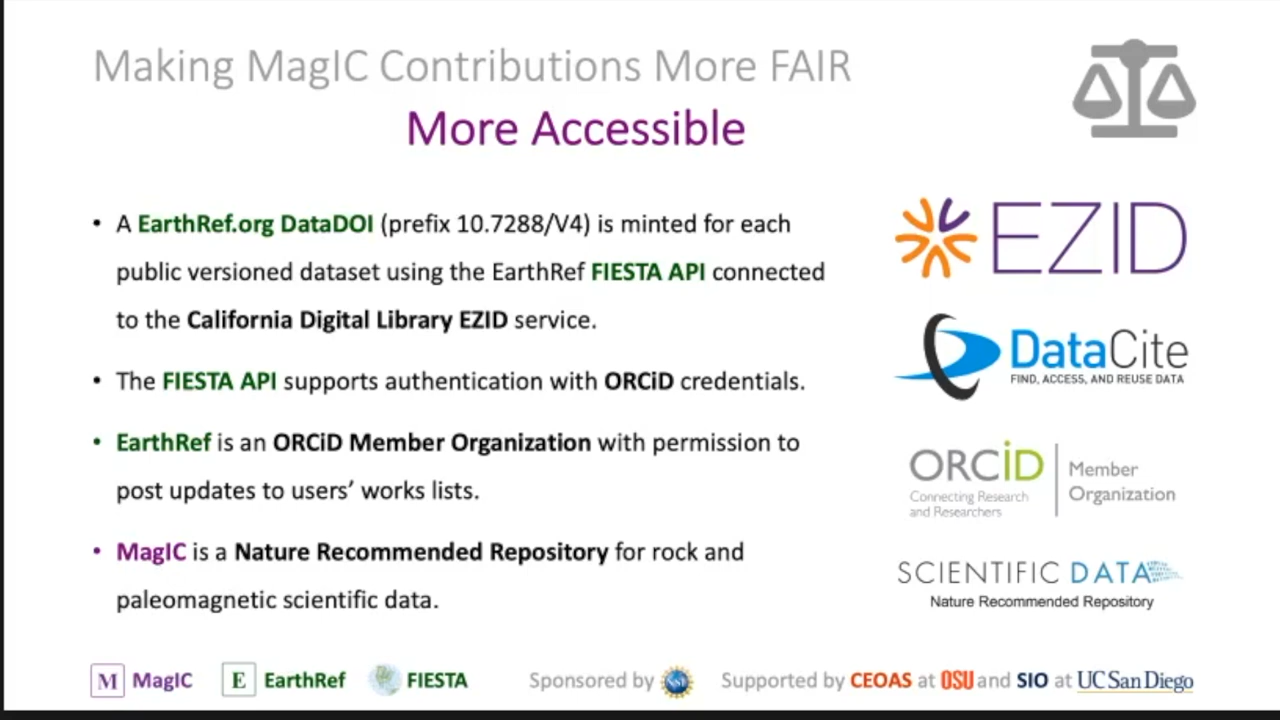 Making MagIC Contributions More FAIR
More Accessible
• A EarthRef.org DataDOI (prefix 10.7288/V4) is minted for each
public versioned dataset using the EarthRef FIESTA API connected
to the California Digital Library EZID service.
• The FIESTA API supports authentication with ORCiD credentials.
• EarthRef is an ORCiD Member Organization with permission to
post updates to users’ works lists.
• MagIC is a Nature Recommended Repository for rock and
paleomagnetic scientific data.
EZID
DataCite
FIND, ACCESS, AND REUSE DATA
ORCiD
Connecting Research
and Researchers
Member
Organization
SCIENTIFIC DATA
Nature Recommended Repository
M MagIC E EarthRef FIESTA Sponsored by NSF Supported by CEOAS at OSU and SIO at UC San Diego